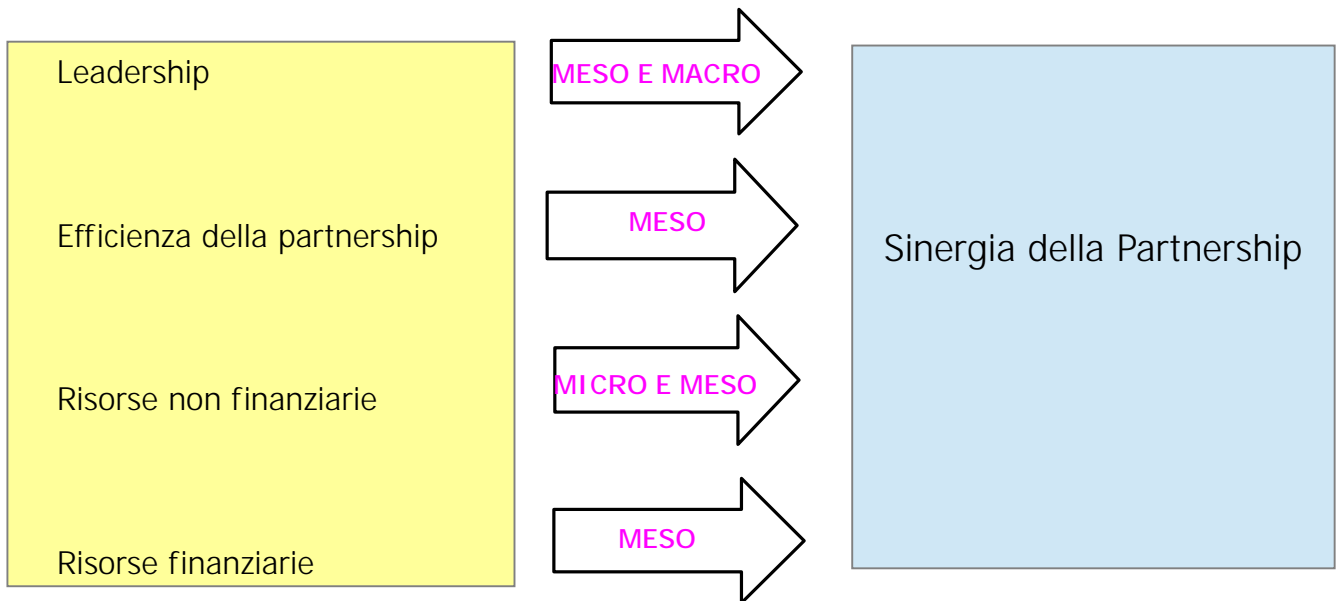 Leadership
MESO E MACRO
Efficienza della partnership
MESO
Sinergia della Partnership
Risorse non finanziarie
MICRO E MESO
Risorse finanziarie
MESO